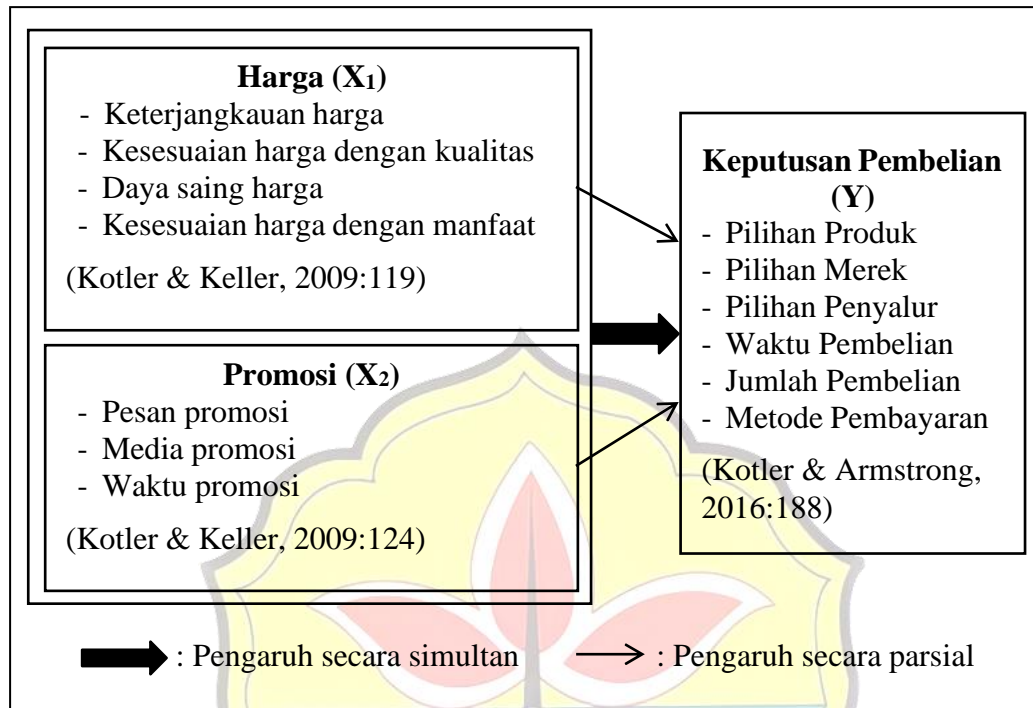 Harga (X₁)
- Keterjangkauan harga
- Kesesuaian harga dengan kualitas
- Daya saing harga
- Kesesuaian harga dengan manfaat
(Kotler & Keller, 2009:119)
Promosi (X₂)
- Pesan promosi
- Media promosi
- Waktu promosi
(Kotler & Keller, 2009:124)
Keputusan Pembelian
(Y)
- Pilihan Produk
- Pilihan Merek
- Pilihan Penyalur
- Waktu Pembelian
- Jumlah Pembelian
- Metode Pembayaran
(Kotler & Armstrong,
2016:188)
: Pengaruh secara simultan
: Pengaruh secara parsial